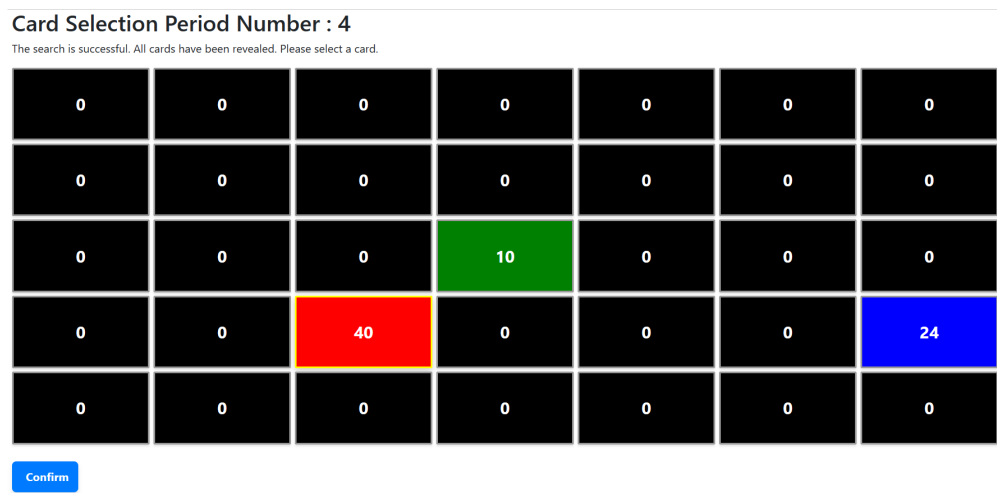 Card Selection Period Number : 4
The search is successful. All cards have been revealed. Please select a card.
0 0 0 0 0 0 0
0 0 0 0 0 0 0
0 0 0 10 0 0 0
0 0 40 0 0 0 24
0 0 0 0 0 0 0
Confirm